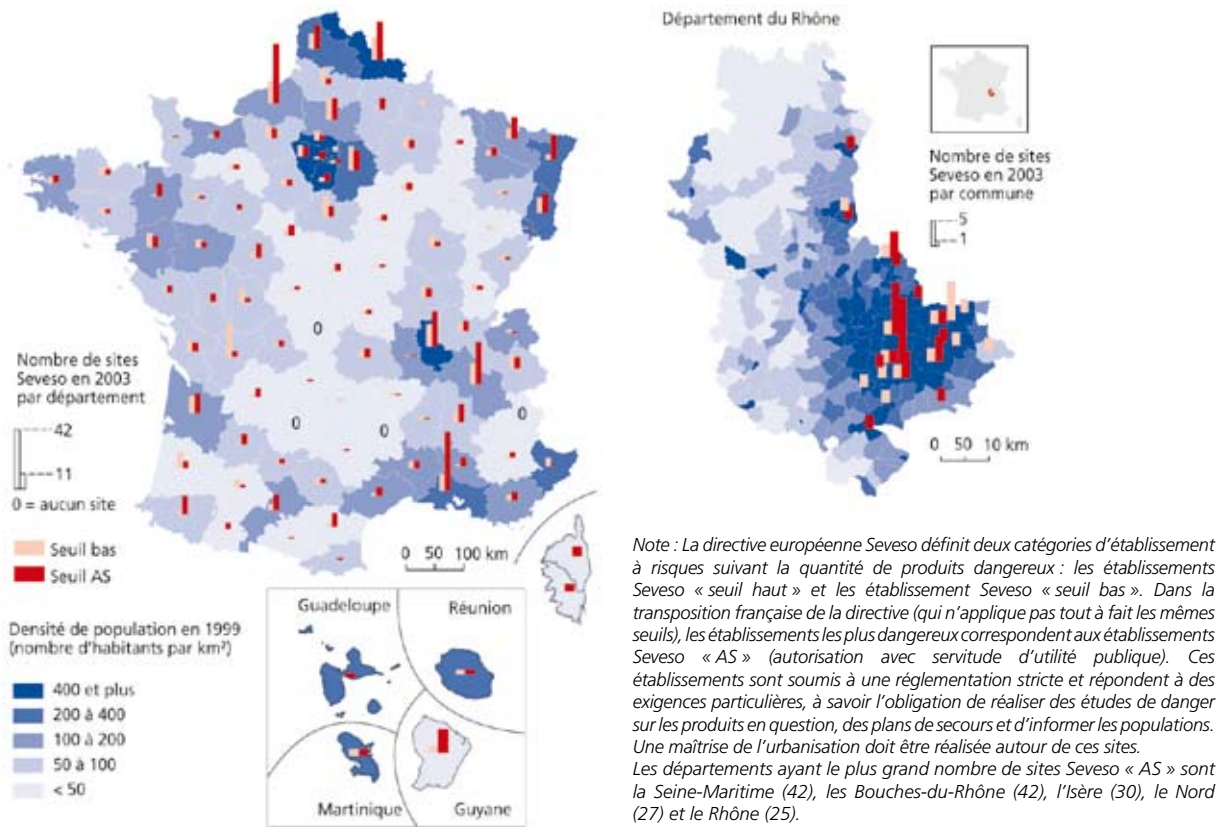 Département du Rhône
Nombre de sites
Seveso en 2003
par commune
5
1
0 50 10 km
0
0
0
0
Nombre de sites
Seveso en 2003
par département
42
11
0 = aucun site
Seuil bas
Seuil AS
0 50 100 km
Densité de population en 1999
(nombre d'habitants par km²)
400 et plus
200 à 400
100 à 200
50 à 100
< 50
Guadeloupe
Réunion
Martinique
Guyane
Note : La directive européenne Seveso définit deux catégories d'établissement
à risques suivant la quantité de produits dangereux : les établissements
Seveso « seuil haut » et les établissement Seveso « seuil bas ». Dans la
transposition française de la directive (qui n'applique pas tout à fait les mêmes
seuils), les établissements les plus dangereux correspondent aux établissements
Seveso « AS » (autorisation avec servitude d'utilité publique). Ces
établissements sont soumis à une réglementation stricte et répondent à des
exigences particulières, à savoir l'obligation de réaliser des études de danger
sur les produits en question, des plans de secours et d'informer les populations.
Une maîtrise de l'urbanisation doit être réalisée autour de ces sites.
Les départements ayant le plus grand nombre de sites Seveso « AS » sont
la Seine-Maritime (42), les Bouches-du-Rhône (42), l'Isère (30), le Nord
(27) et le Rhône (25).